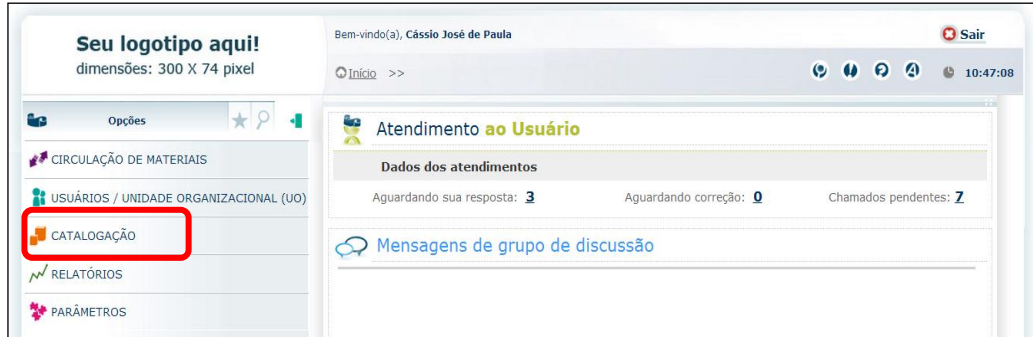 Seu logotipo aqui!
dimensões: 300 X 74 pixel
Bem-vindo(a), Cássio José de Paula
Sair
Início >>
10:47:08
Opções
CIRCULAÇÃO DE MATERIAIS
USUÁRIOS / UNIDADE ORGANIZACIONAL (UO)
CATALOGAÇÃO
RELATÓRIOS
PARÂMETROS
Atendimento ao Usuário
Dados dos atendimentos
Aguardando sua resposta: 3 Aguardando correção: 0 Chamados pendentes: 7
Mensagens de grupo de discussão